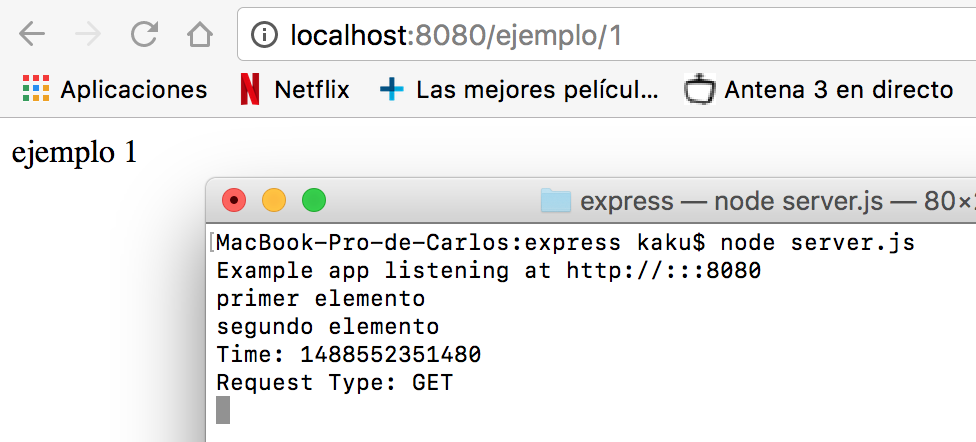 localhost:8080/ejemplo/1
Aplicaciones Netflix Las mejores películ... Antena 3 en directo
ejemplo 1
express — node server.js — 80×
[MacBook-Pro-de-Carlos:express kaku$ node server.js
Example app listening at http://:::8080
primer elemento
segundo elemento
Time: 1488552351480
Request Type: GET